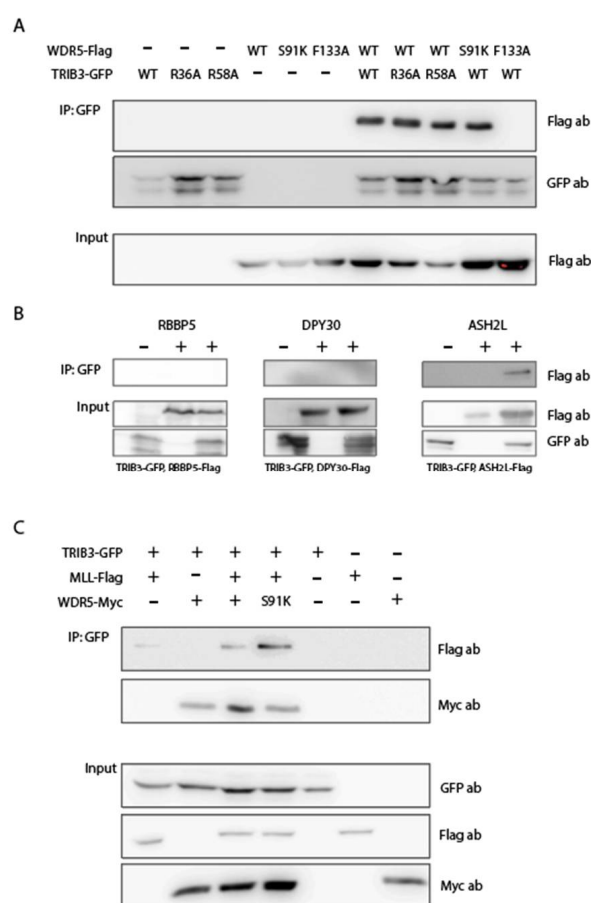 A
WDR5-Flag – – – WT S91K F133A WT WT WT S91K F133A
TRIB3-GFP WT R36A R58A – – – WT R36A R58A WT WT
IP: GFP
Flag ab
GFP ab
Input
Flag ab
B
RBBP5 DPY30 ASH2L
– + + – + + – + +
IP: GFP Flag ab
Input Flag ab
GFP ab
TRIB3-GFP, RBBP5-Flag TRIB3-GFP, DPY30-Flag TRIB3-GFP, ASH2L-Flag
C
TRIB3-GFP + + + + + – –
MLL-Flag + – + + – + –
WDR5-Myc – + + S91K – – +
IP: GFP
Flag ab
Myc ab
Input
GFP ab
Flag ab
Myc ab